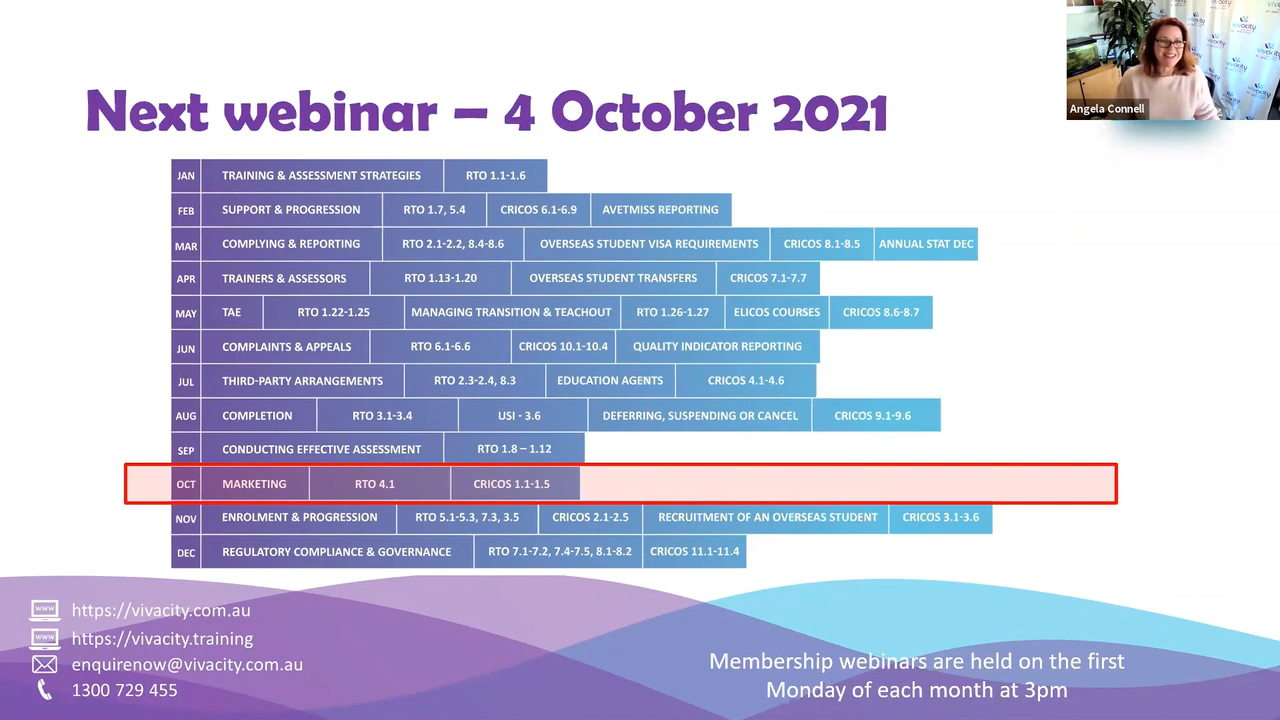 Next webinar – 4 October 2021
Angela Connell
JAN TRAINING & ASSESSMENT STRATEGIES RTO 1.1-1.6
FEB SUPPORT & PROGRESSION RTO 1.7, 5.4 CRICOS 6.1-6.9 AVETMISS REPORTING
MAR COMPLYING & REPORTING RTO 2.1-2.2, 8.4-8.6 OVERSEAS STUDENT VISA REQUIREMENTS CRICOS 8.1-8.5 ANNUAL STAT DEC
APR TRAINERS & ASSESSORS RTO 1.13-1.20 OVERSEAS STUDENT TRANSFERS CRICOS 7.1-7.7
MAY TAE RTO 1.22-1.25 MANAGING TRANSITION & TEACHOUT RTO 1.26-1.27 ELICOS COURSES CRICOS 8.6-8.7
JUN COMPLAINTS & APPEALS RTO 6.1-6.6 CRICOS 10.1-10.4 QUALITY INDICATOR REPORTING
JUL THIRD-PARTY ARRANGEMENTS RTO 2.3-2.4, 8.3 EDUCATION AGENTS CRICOS 4.1-4.6
AUG COMPLETION RTO 3.1-3.4 USI - 3.6 DEFERRING, SUSPENDING OR CANCEL CRICOS 9.1-9.6
SEP CONDUCTING EFFECTIVE ASSESSMENT RTO 1.8 – 1.12
OCT MARKETING RTO 4.1 CRICOS 1.1-1.5
NOV ENROLMENT & PROGRESSION RTO 5.1-5.3, 7.3, 3.5 CRICOS 2.1-2.5 RECRUITMENT OF AN OVERSEAS STUDENT CRICOS 3.1-3.6
DEC REGULATORY COMPLIANCE & GOVERNANCE RTO 7.1-7.2, 7.4-7.5, 8.1-8.2 CRICOS 11.1-11.4
www https://vivacity.com.au
www https://vivacity.training
enquirenow@vivacity.com.au
1300 729 455
Membership webinars are held on the first
Monday of each month at 3pm
vivacity